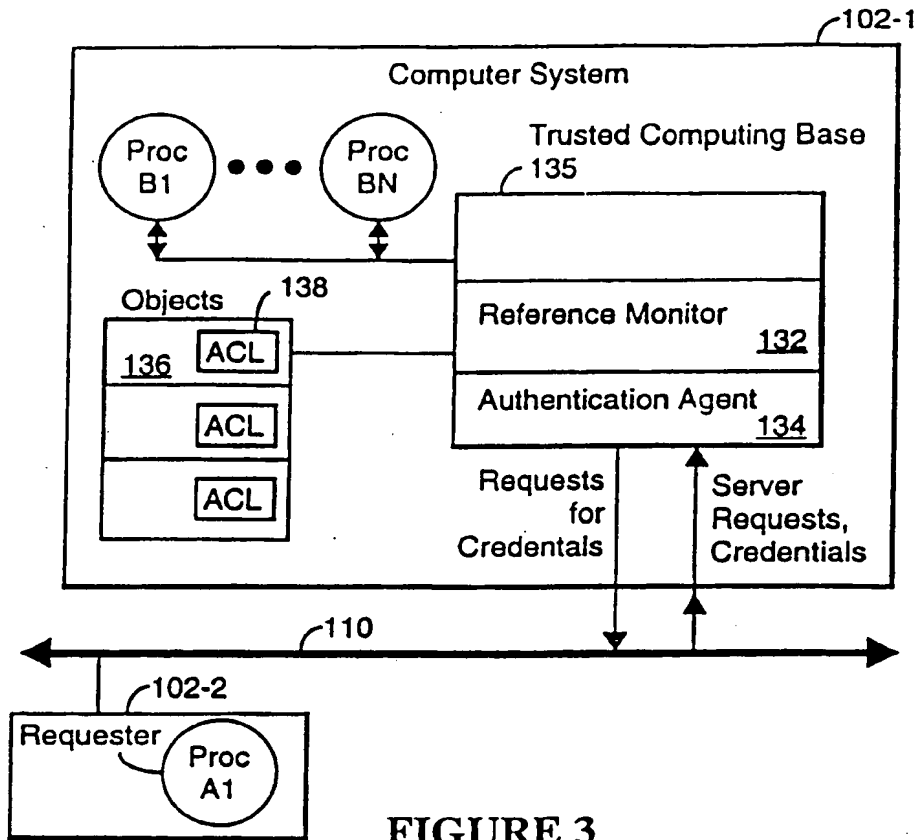 102-1
Computer System
Proc
B1
Proc
BN
Trusted Computing Base
135
Objects
138
136
ACL
ACL
ACL
Reference Monitor
132
Authentication Agent
134
Requests
for
Credentals
Server
Requests,
Credentials
110
102-2
Requester
Proc
A1
FIGURE 3